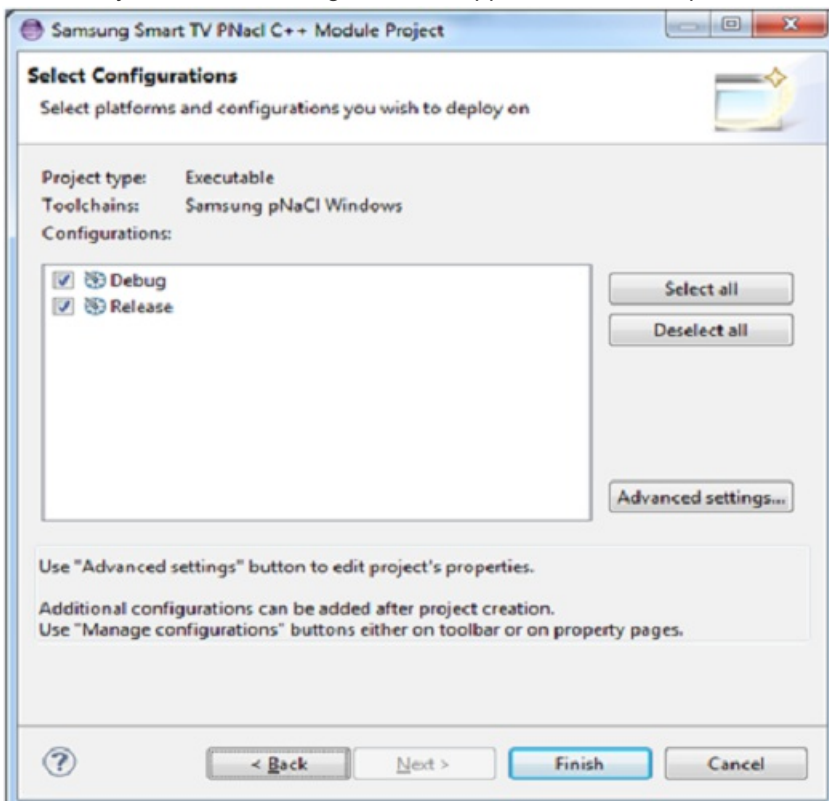 Samsung Smart TV PNacl C++ Module Project
Select Configurations
Select platforms and configurations you wish to deploy on
Project type: Executable
Toolchains: Samsung pNaCl Windows
Configurations:
Debug
Release
Select all
Deselect all
Advanced settings...
Use "Advanced settings" button to edit project's properties.
Additional configurations can be added after project creation.
Use "Manage configurations" buttons either on toolbar or on property pages.
< Back
Next >
Finish
Cancel